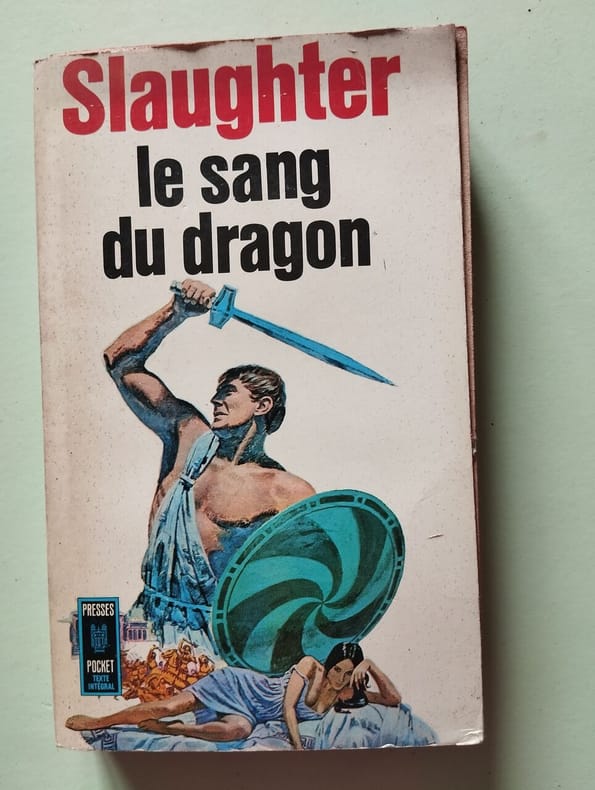 Slaughter
le sang
du dragon
PRESSES
POCKET
TEXTE
INTÉGRAL